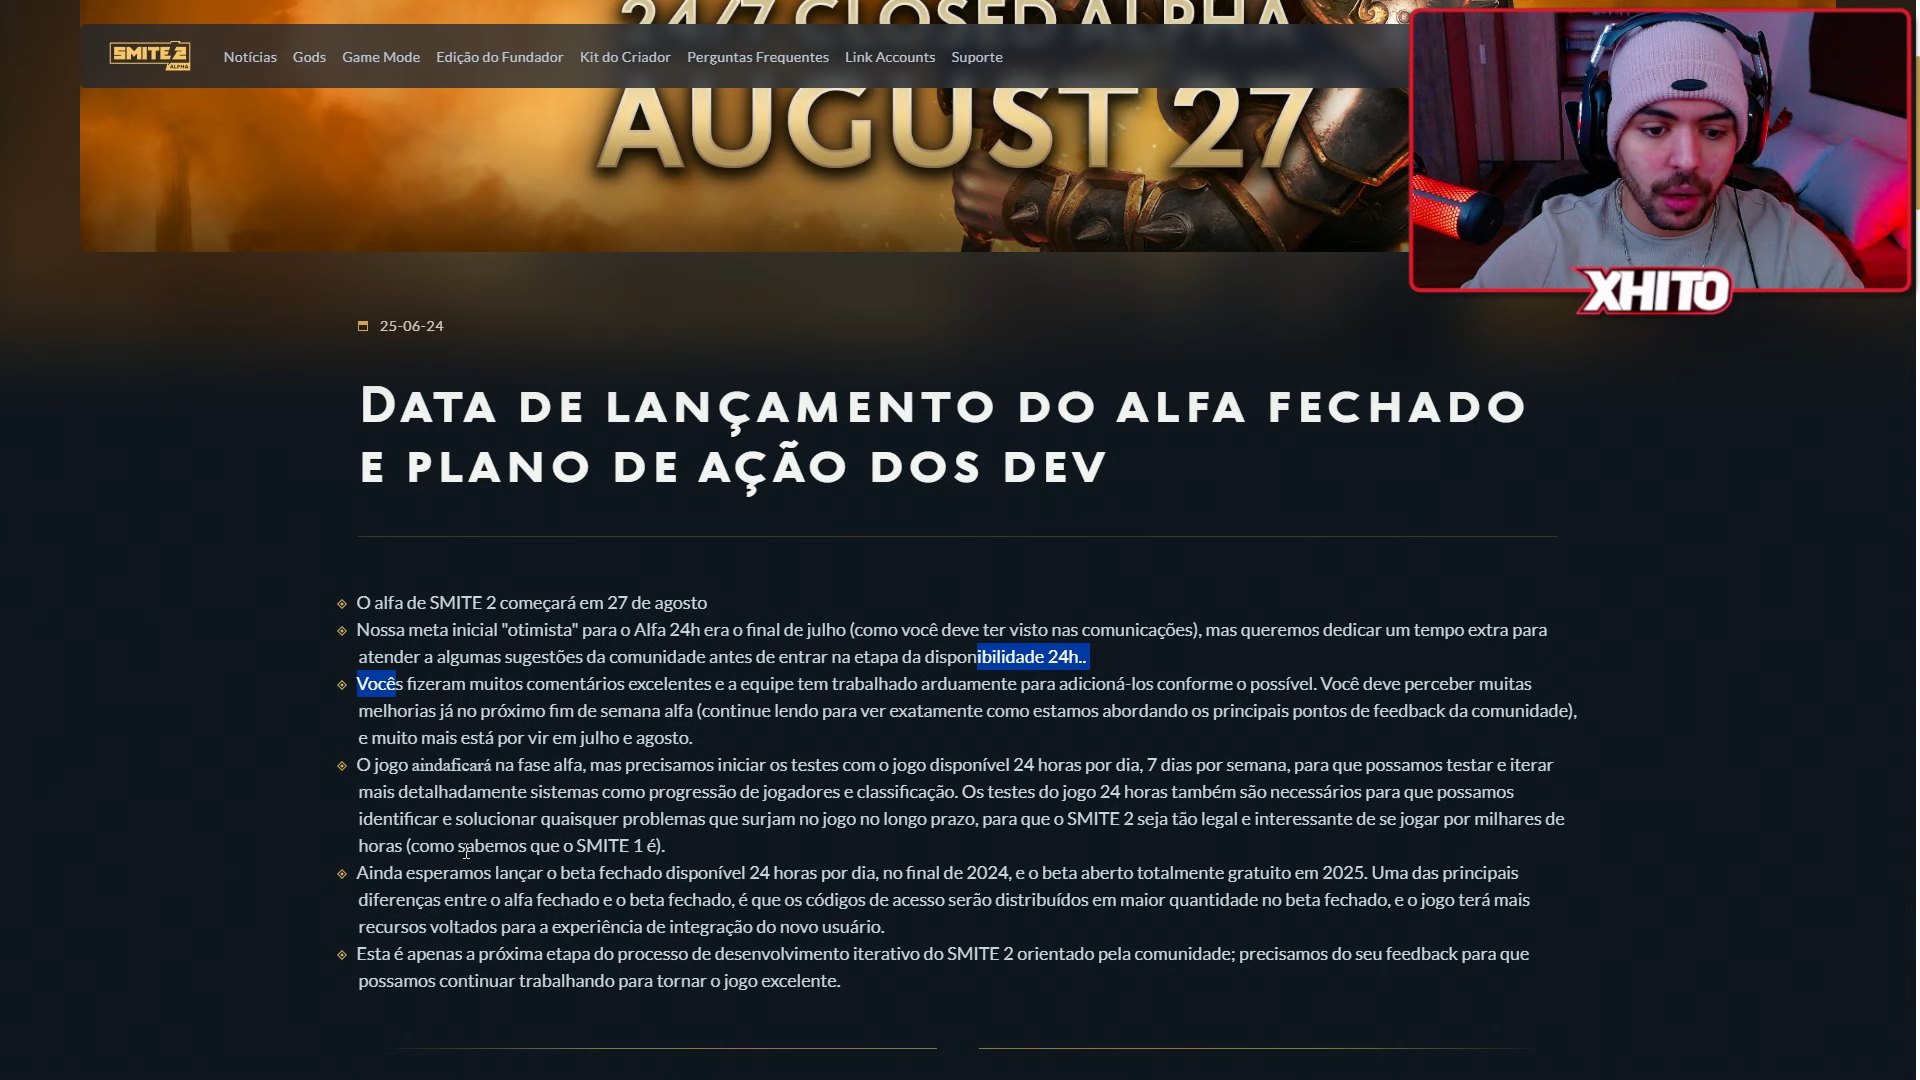 24/7 CLOSED ALPHA
SMITE 2
ALPHA
Notícias Gods Game Mode Edição do Fundador Kit do Criador Perguntas Frequentes Link Accounts Suporte
AUGUST 27
XHITO
25-06-24
Data de lançamento do alfa fechado
e plano de ação dos dev
O alfa de SMITE 2 começará em 27 de agosto
Nossa meta inicial "otimista" para o Alfa 24h era o final de julho (como você deve ter visto nas comunicações), mas queremos dedicar um tempo extra para
atender a algumas sugestões da comunidade antes de entrar na etapa da disponibilidade 24h..
Vocês fizeram muitos comentários excelentes e a equipe tem trabalhado arduamente para adicioná-los conforme o possível. Você deve perceber muitas
melhorias já no próximo fim de semana alfa (continue lendo para ver exatamente como estamos abordando os principais pontos de feedback da comunidade),
e muito mais está por vir em julho e agosto.
O jogo aindaficará na fase alfa, mas precisamos iniciar os testes com o jogo disponível 24 horas por dia, 7 dias por semana, para que possamos testar e iterar
mais detalhadamente sistemas como progressão de jogadores e classificação. Os testes do jogo 24 horas também são necessários para que possamos
identificar e solucionar quaisquer problemas que surjam no jogo no longo prazo, para que o SMITE 2 seja tão legal e interessante de se jogar por milhares de
horas (como sabemos que o SMITE 1 é).
Ainda esperamos lançar o beta fechado disponível 24 horas por dia, no final de 2024, e o beta aberto totalmente gratuito em 2025. Uma das principais
diferenças entre o alfa fechado e o beta fechado, é que os códigos de acesso serão distribuídos em maior quantidade no beta fechado, e o jogo terá mais
recursos voltados para a experiência de integração do novo usuário.
Esta é apenas a próxima etapa do processo de desenvolvimento iterativo do SMITE 2 orientado pela comunidade; precisamos do seu feedback para que
possamos continuar trabalhando para tornar o jogo excelente.